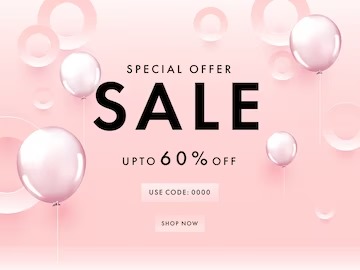 SPECIAL OFFER
SALE
UPTO 60% OFF
USE CODE: 0000
SHOP NOW